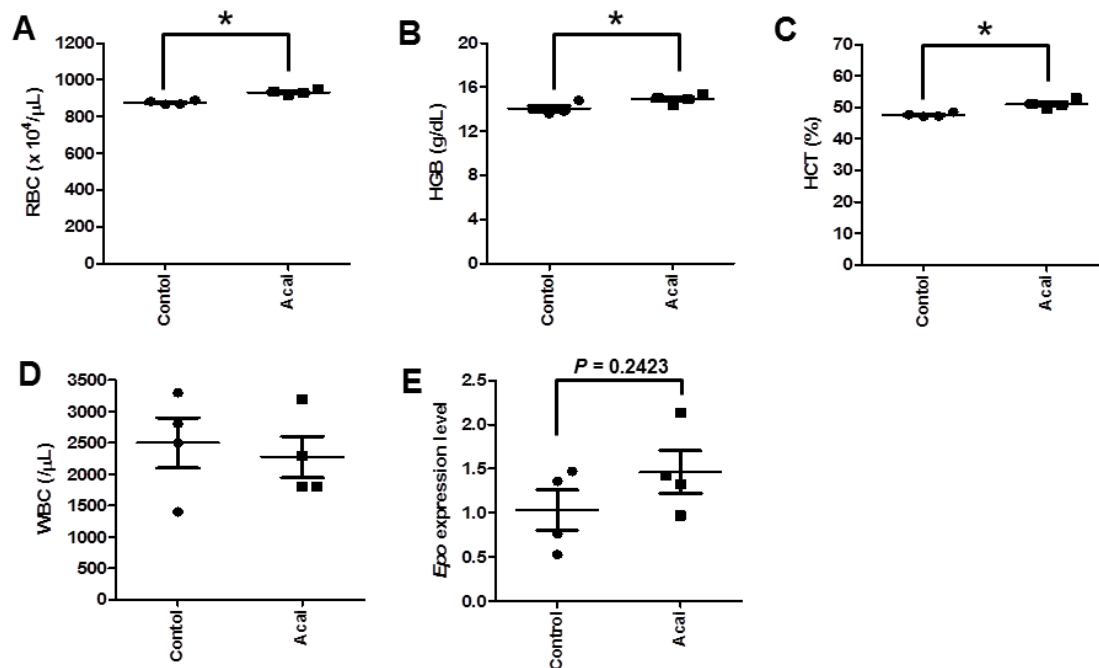 A
RBC (x 10⁴/μL)
1200
1000
800
600
400
200
0
*
Contol
Acal
B
HGB (g/dL)
20
16
12
8
4
0
*
Contol
Acal
C
HCT (%)
70
60
50
40
30
20
10
0
*
Contol
Acal
D
WBC (/μL)
3500
3000
2500
2000
1500
1000
500
0
Contol
Acal
E
P = 0.2423
Epo expression level
2.5
2.0
1.5
1.0
0.5
0.0
Control
Acal